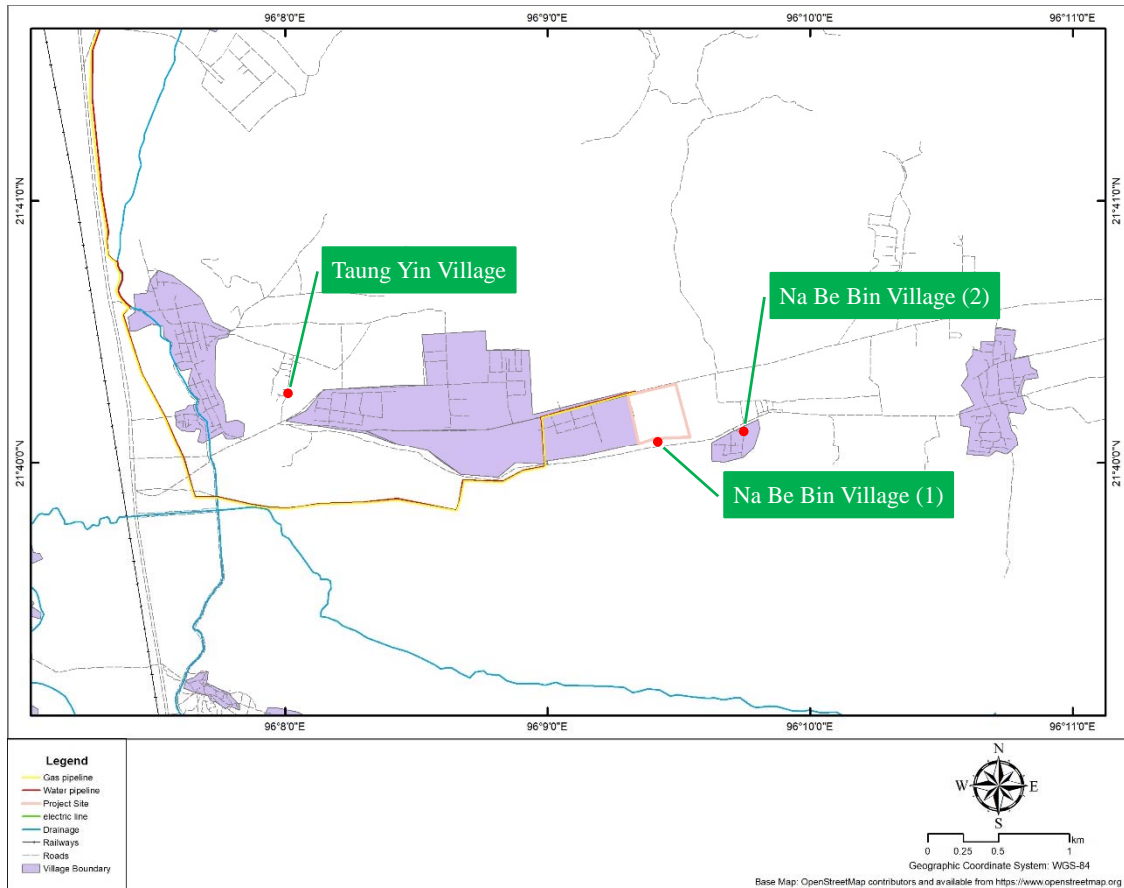 96°8'0"E
96°9'0"E
96°10'0"E
96°11'0"E
21°41'0"N
21°41'0"N
Taung Yin Village
Na Be Bin Village (2)
21°40'0"N
21°40'0"N
Na Be Bin Village (1)
96°8'0"E
96°9'0"E
96°10'0"E
96°11'0"E
Legend
Gas pipeline
Water pipeline
Project Site
electric line
Drainage
Railways
Roads
Village Boundary
N
W
E
S
km
0 0.25 0.5 1
Geographic Coordinate System: WGS-84
Base Map: OpenStreetMap contributors and available from https://www.openstreetmap.org